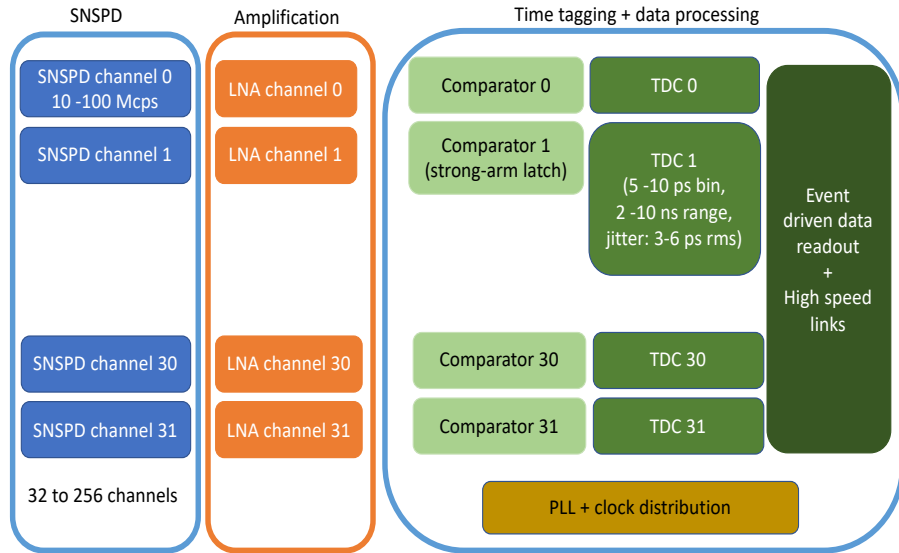 SNSPD
Amplification
Time tagging + data processing
SNSPD channel 0
10 -100 Mcps
LNA channel 0
Comparator 0
TDC 0
SNSPD channel 1
LNA channel 1
Comparator 1
(strong-arm latch)
TDC 1
(5 -10 ps bin,
2 -10 ns range,
jitter: 3-6 ps rms)
Event
driven data
readout
+
High speed
links
SNSPD channel 30
LNA channel 30
Comparator 30
TDC 30
SNSPD channel 31
LNA channel 31
Comparator 31
TDC 31
32 to 256 channels
PLL + clock distribution